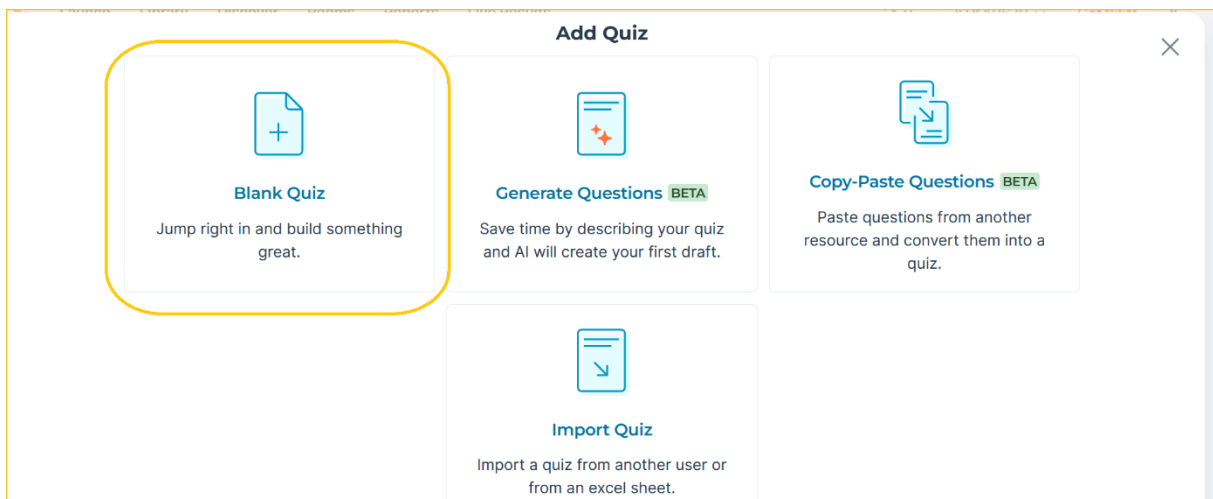 Add Quiz
Blank Quiz
Jump right in and build something
great.
Generate Questions BETA
Save time by describing your quiz
and AI will create your first draft.
Copy-Paste Questions BETA
Paste questions from another
resource and convert them into a
quiz.
Import Quiz
Import a quiz from another user or
from an excel sheet.